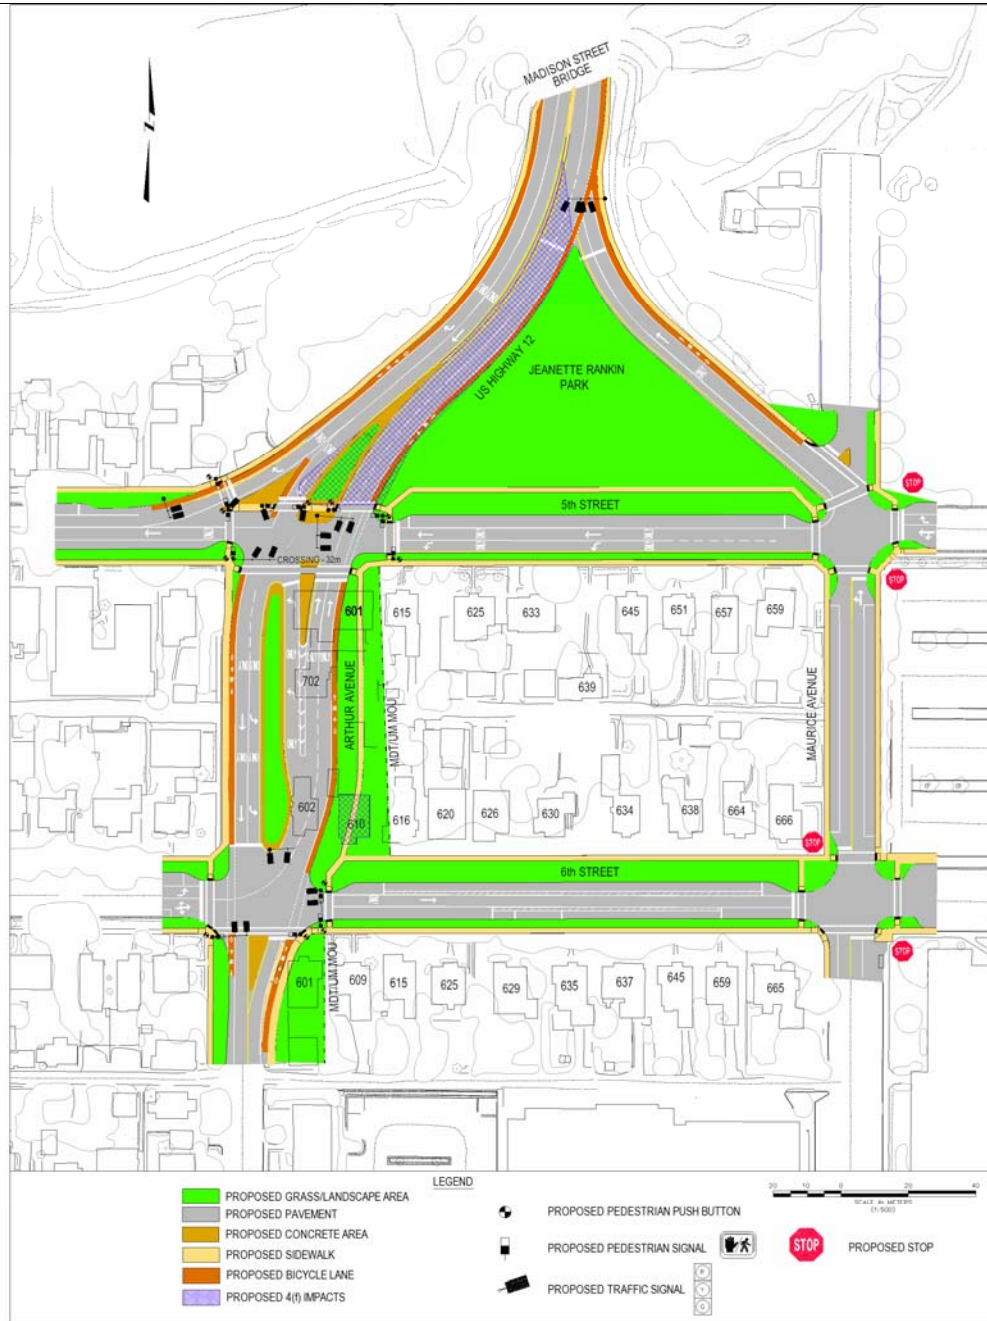 MADISON STREET
BRIDGE
N
US HIGHWAY 12
JEANETTE RANKIN
PARK
STOP
5th STREET
CROSSING - 32m
STOP
601
615
625
633
645
651
657
659
702
639
ARTHUR AVENUE
MDT/UM MOU
MAURICE AVENUE
602
610
616
620
626
630
634
638
664
666
STOP
6th STREET
STOP
601
MDT/UM MOU
609
615
625
629
635
637
645
659
665
LEGEND
PROPOSED GRASS/LANDSCAPE AREA
PROPOSED PAVEMENT
PROPOSED CONCRETE AREA
PROPOSED SIDEWALK
PROPOSED BICYCLE LANE
PROPOSED 4(f) IMPACTS
PROPOSED PEDESTRIAN PUSH BUTTON
PROPOSED PEDESTRIAN SIGNAL
PROPOSED TRAFFIC SIGNAL
R
Y
G
20 10 0 20 40
SCALE IN METERS
(1:500)
STOP
PROPOSED STOP